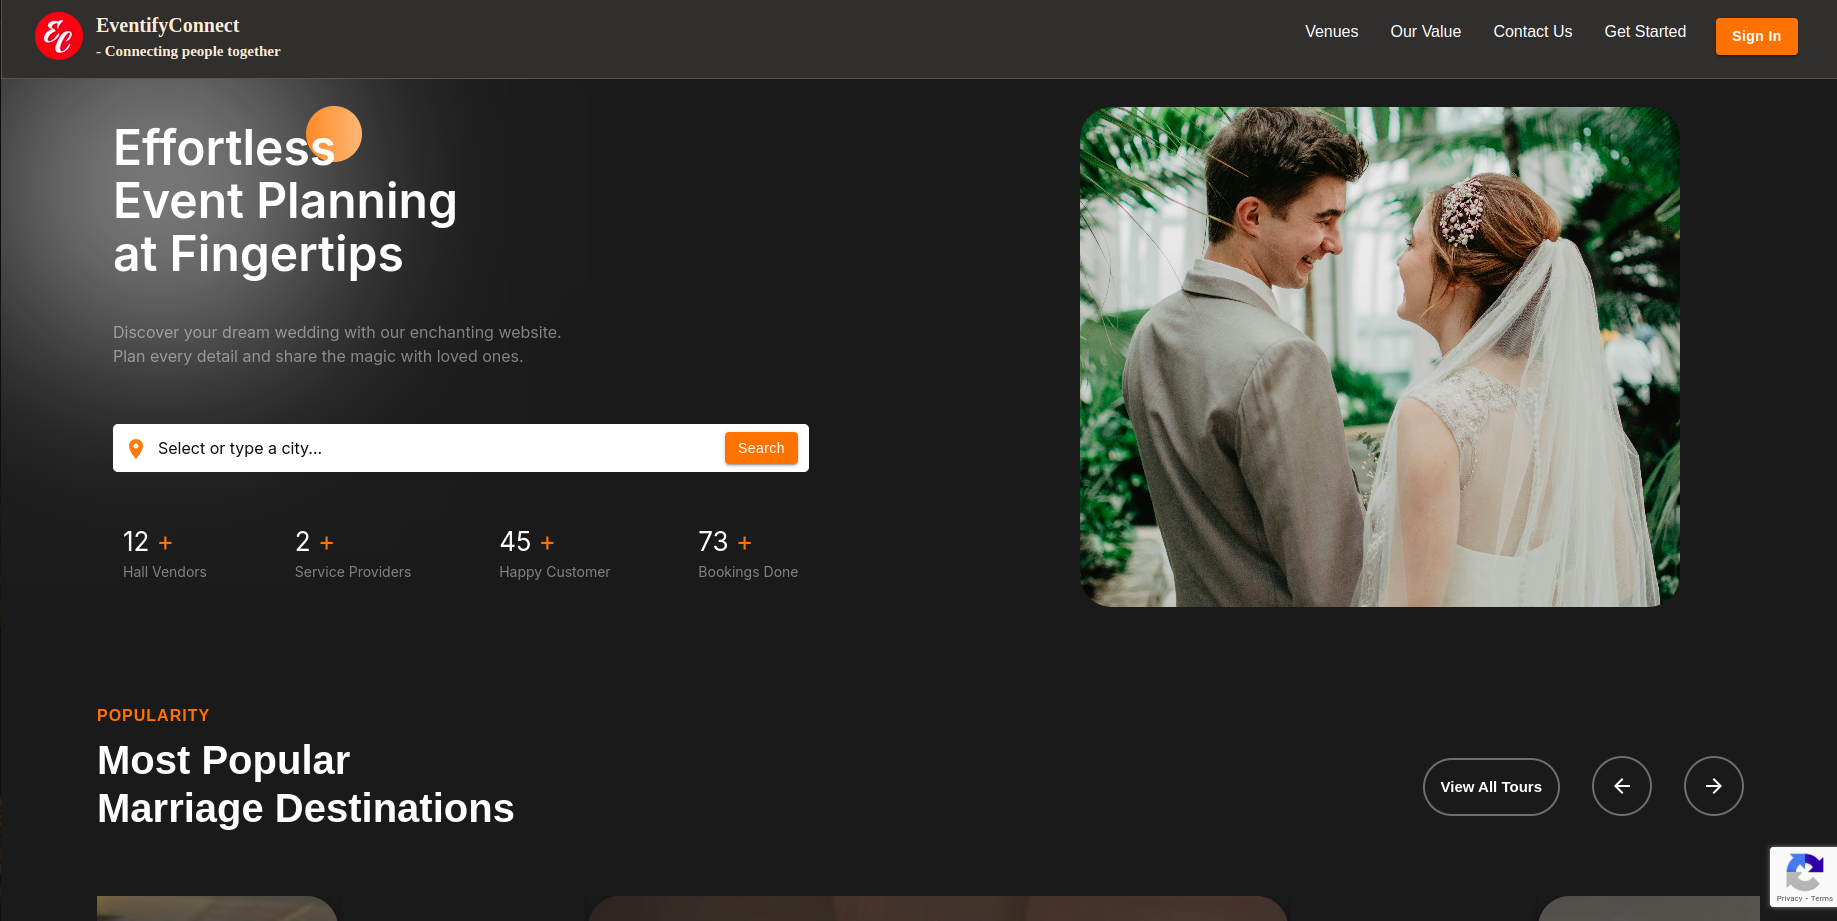 EC
EventifyConnect
- Connecting people together
Venues
Our Value
Contact Us
Get Started
Sign In
Effortless
Event Planning
at Fingertips
Discover your dream wedding with our enchanting website.
Plan every detail and share the magic with loved ones.
Select or type a city...
Search
12 +
Hall Vendors
2 +
Service Providers
45 +
Happy Customer
73 +
Bookings Done
POPULARITY
Most Popular
Marriage Destinations
View All Tours
Privacy - Terms